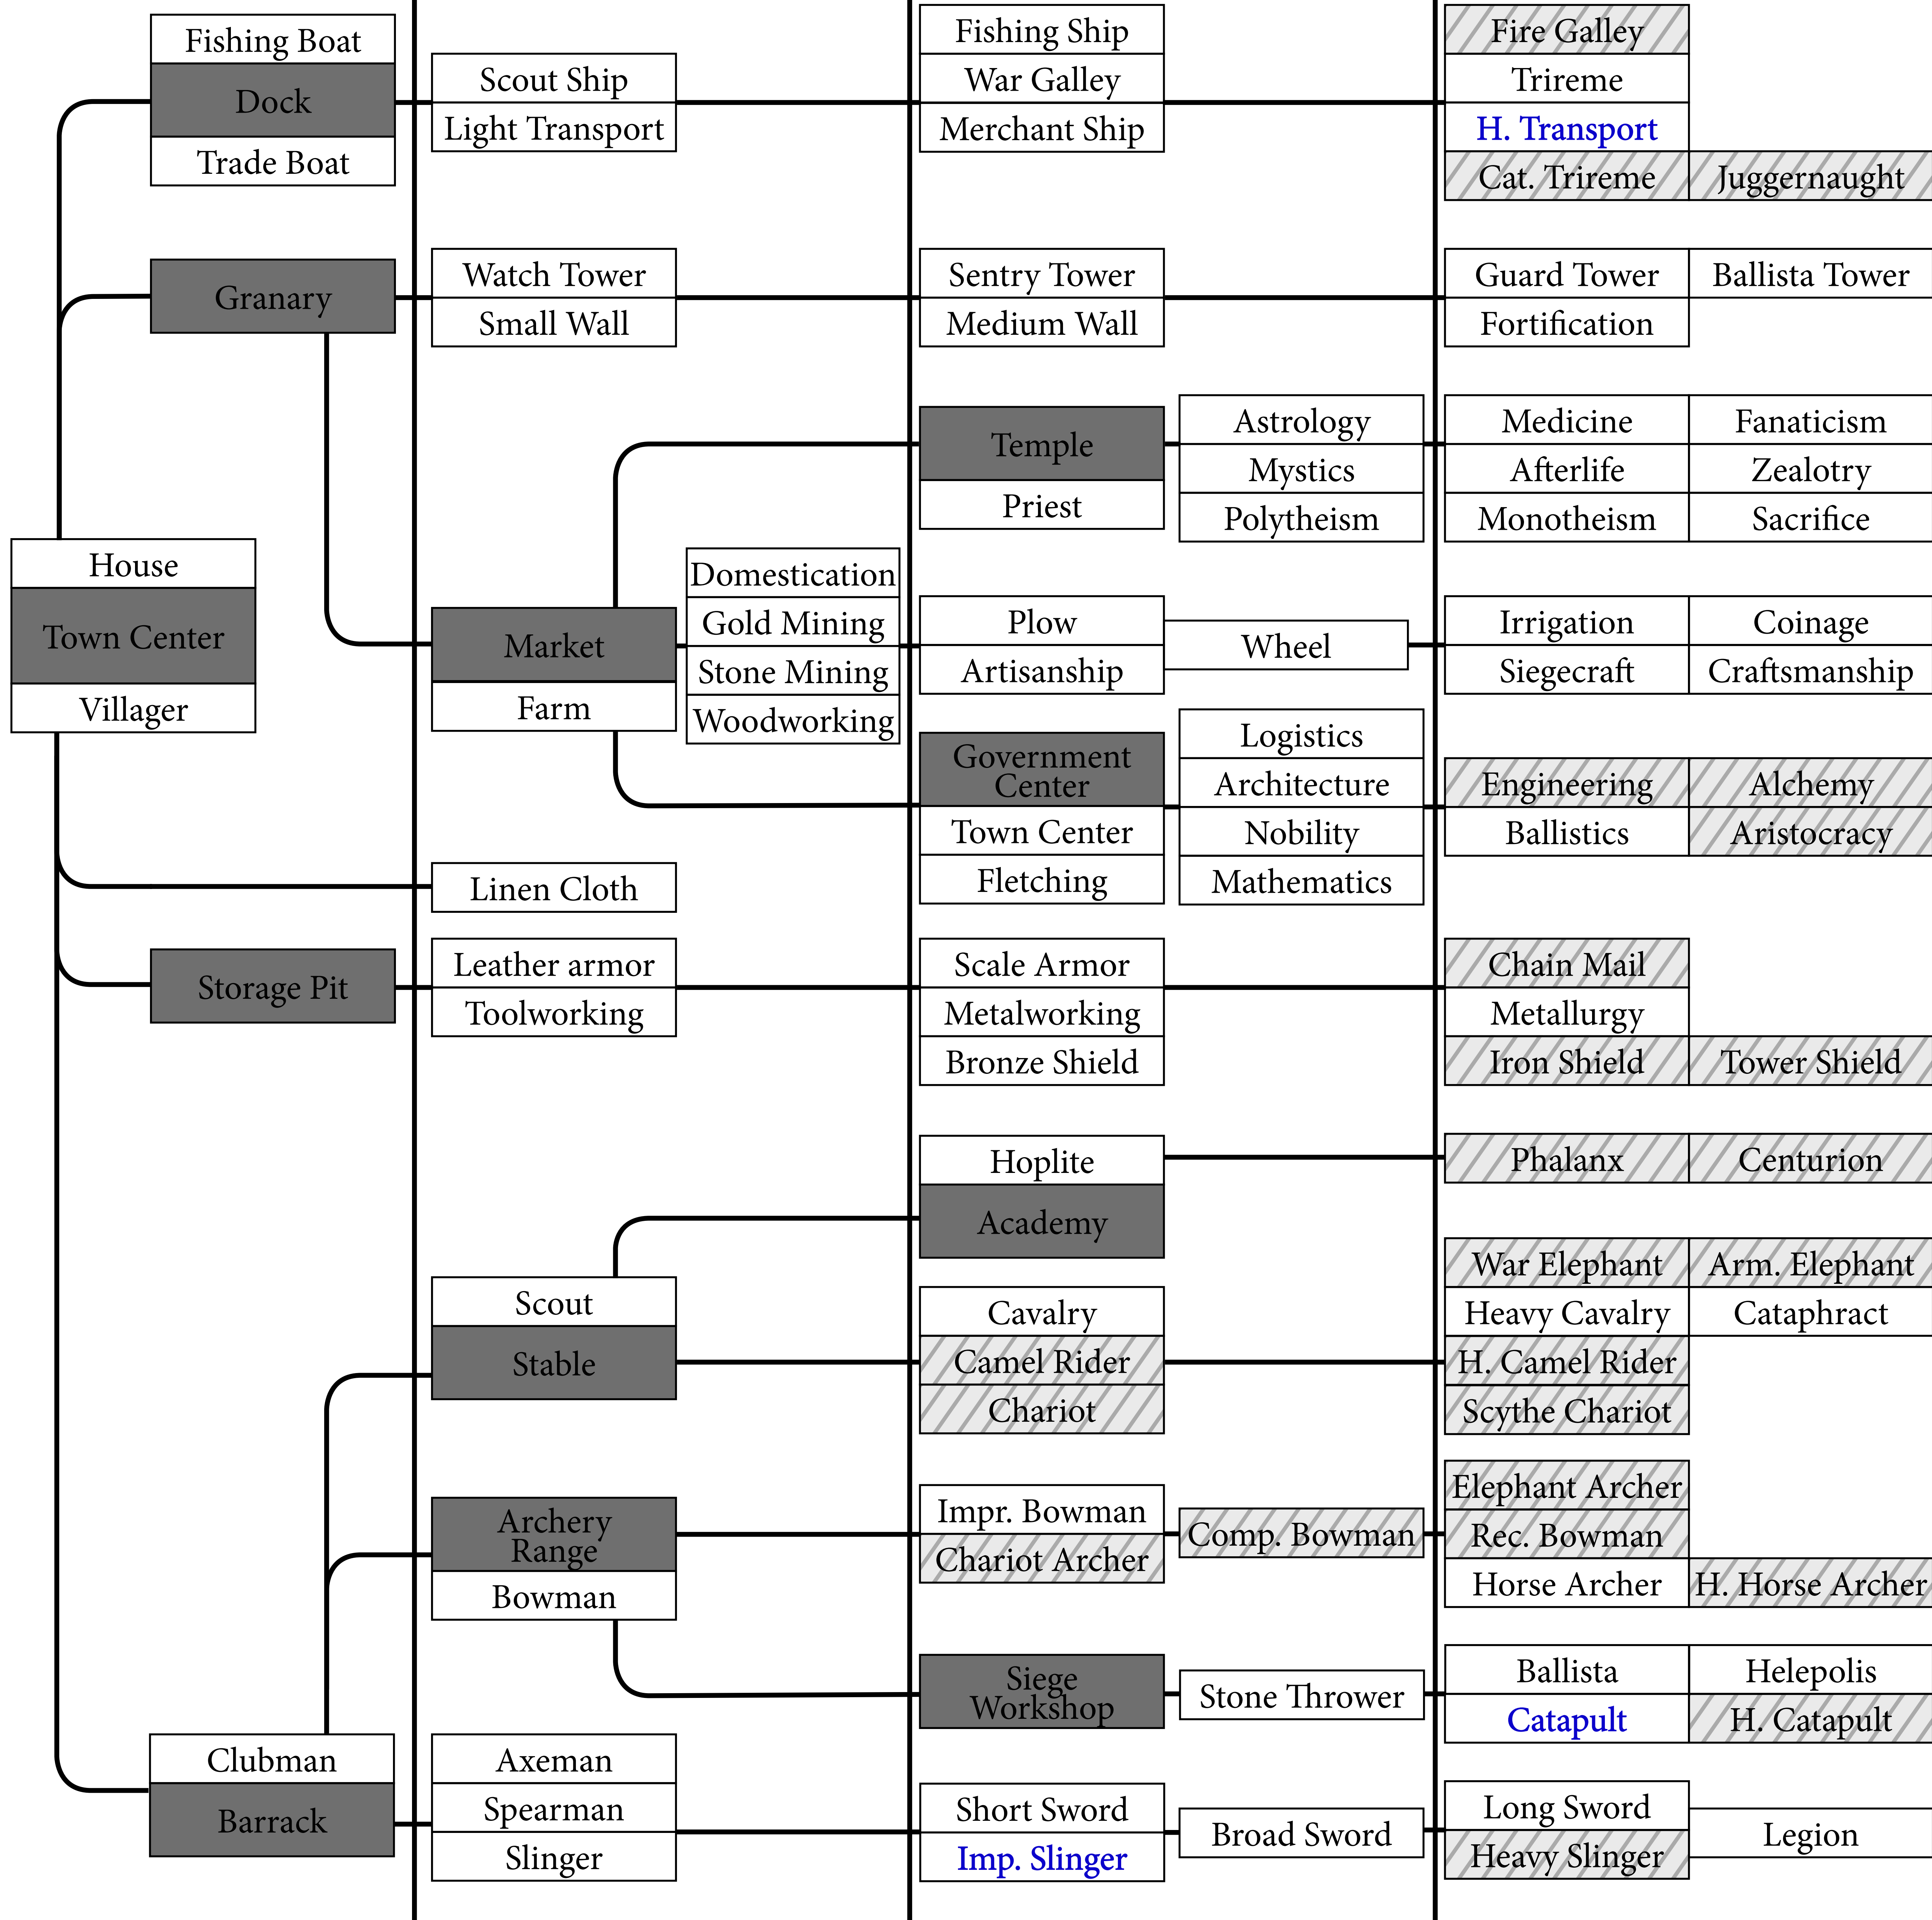 Fishing Boat
Dock
Trade Boat
Scout Ship
Light Transport
Fishing Ship
War Galley
Merchant Ship
Fire Galley
Trireme
H. Transport
Cat. Trireme
Juggernaught
Granary
Watch Tower
Small Wall
Sentry Tower
Medium Wall
Guard Tower
Ballista Tower
Fortification
Temple
Priest
Astrology
Mystics
Polytheism
Medicine
Fanaticism
Afterlife
Zealotry
Monotheism
Sacrifice
House
Town Center
Villager
Market
Farm
Domestication
Gold Mining
Stone Mining
Woodworking
Plow
Artisanship
Wheel
Irrigation
Coinage
Siegecraft
Craftsmanship
Government
Center
Town Center
Fletching
Logistics
Architecture
Nobility
Mathematics
Engineering
Alchemy
Ballistics
Aristocracy
Linen Cloth
Storage Pit
Leather armor
Toolworking
Scale Armor
Metalworking
Bronze Shield
Chain Mail
Metallurgy
Iron Shield
Tower Shield
Hoplite
Academy
Phalanx
Centurion
Scout
Stable
Cavalry
Camel Rider
Chariot
War Elephant
Arm. Elephant
Heavy Cavalry
Cataphract
H. Camel Rider
Scythe Chariot
Archery
Range
Bowman
Impr. Bowman
Chariot Archer
Comp. Bowman
Elephant Archer
Rec. Bowman
Horse Archer
H. Horse Archer
Siege
Workshop
Stone Thrower
Ballista
Helepolis
Catapult
H. Catapult
Clubman
Barrack
Axeman
Spearman
Slinger
Short Sword
Imp. Slinger
Broad Sword
Long Sword
Heavy Slinger
Legion